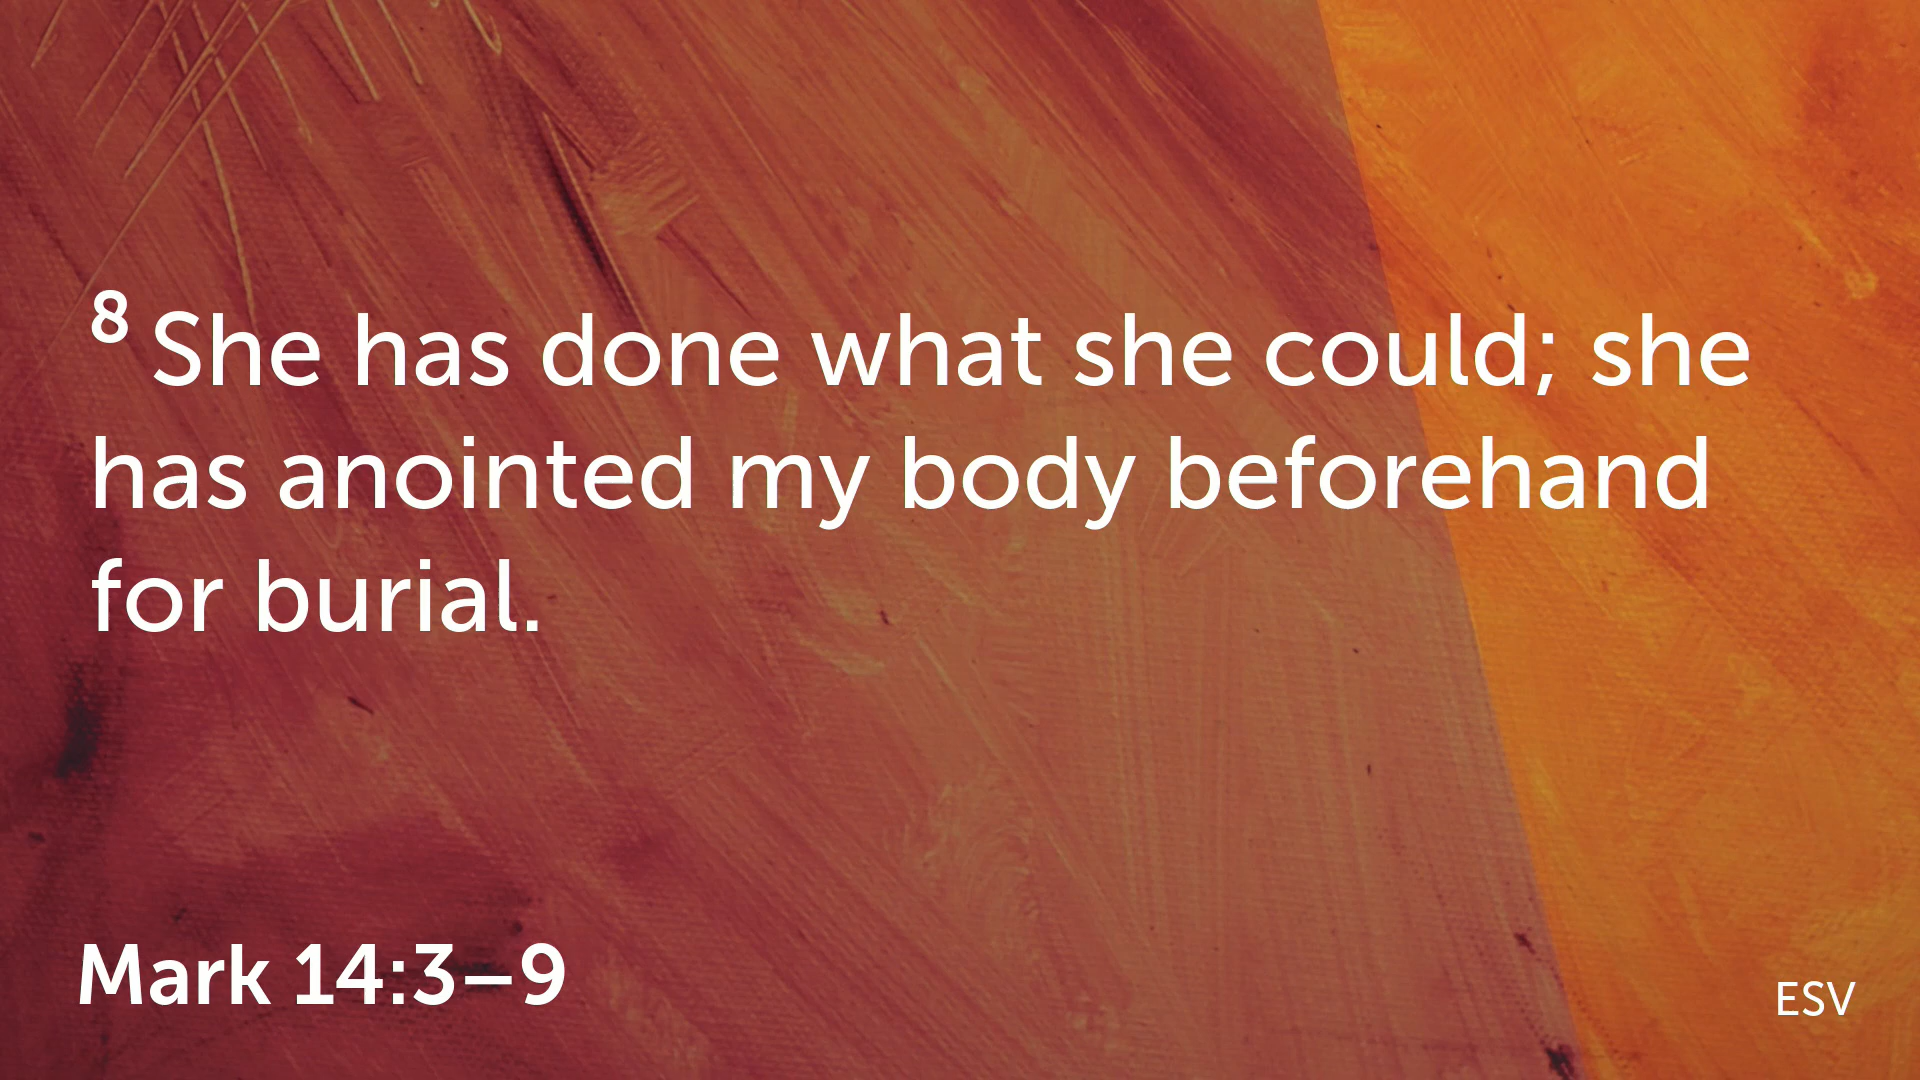 8 She has done what she could; she
has anointed my body beforehand
for burial.
Mark 14:3–9
ESV